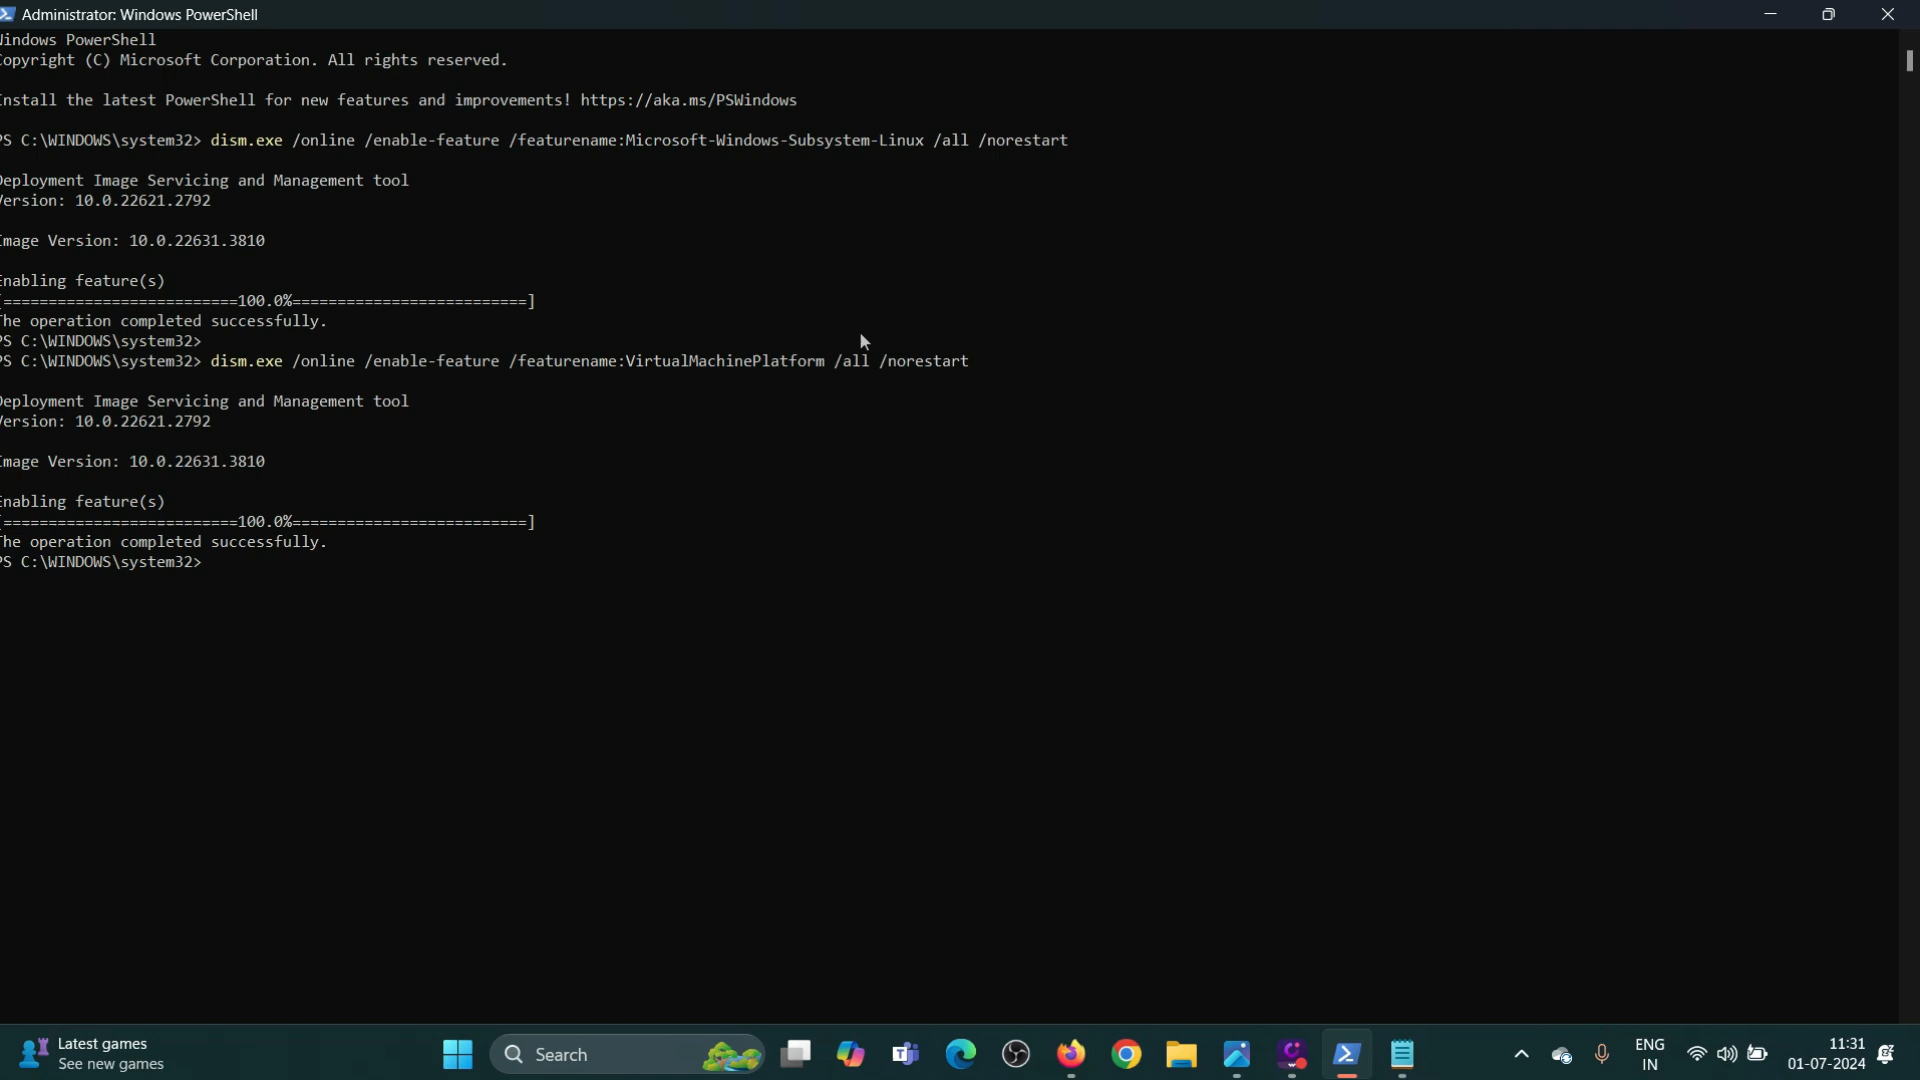 Administrator: Windows PowerShell
Windows PowerShell
Copyright (C) Microsoft Corporation. All rights reserved.
Install the latest PowerShell for new features and improvements! https://aka.ms/PSWindows
PS C:\WINDOWS\system32> dism.exe /online /enable-feature /featurename:Microsoft-Windows-Subsystem-Linux /all /norestart
Deployment Image Servicing and Management tool
Version: 10.0.22621.2792
Image Version: 10.0.22631.3810
Enabling feature(s)
[==========================100.0%==========================]
The operation completed successfully.
PS C:\WINDOWS\system32>
PS C:\WINDOWS\system32> dism.exe /online /enable-feature /featurename:VirtualMachinePlatform /all /norestart
Deployment Image Servicing and Management tool
Version: 10.0.22621.2792
Image Version: 10.0.22631.3810
Enabling feature(s)
[==========================100.0%==========================]
The operation completed successfully.
PS C:\WINDOWS\system32>
Latest games
See new games
Search
ENG
IN
11:31
01-07-2024